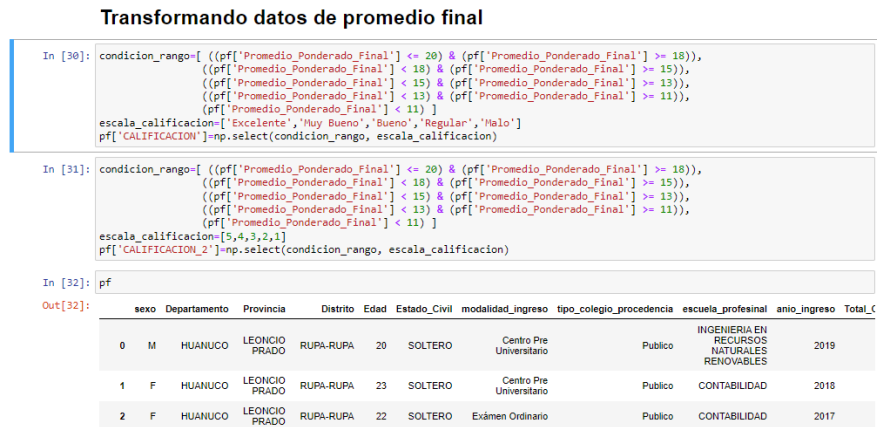 Transformando datos de promedio final
In [30]: condicion_rango=[ ((pf['Promedio_Ponderado_Final'] <= 20) & (pf['Promedio_Ponderado_Final'] >= 18)),
((pf['Promedio_Ponderado_Final'] < 18) & (pf['Promedio_Ponderado_Final'] >= 15)),
((pf['Promedio_Ponderado_Final'] < 15) & (pf['Promedio_Ponderado_Final'] >= 13)),
((pf['Promedio_Ponderado_Final'] < 13) & (pf['Promedio_Ponderado_Final'] >= 11)),
(pf['Promedio_Ponderado_Final'] < 11) ]
escala_calificacion=['Excelente','Muy Bueno','Bueno','Regular','Malo']
pf['CALIFICACION']=np.select(condicion_rango, escala_calificacion)
In [31]: condicion_rango=[ ((pf['Promedio_Ponderado_Final'] <= 20) & (pf['Promedio_Ponderado_Final'] >= 18)),
((pf['Promedio_Ponderado_Final'] < 18) & (pf['Promedio_Ponderado_Final'] >= 15)),
((pf['Promedio_Ponderado_Final'] < 15) & (pf['Promedio_Ponderado_Final'] >= 13)),
((pf['Promedio_Ponderado_Final'] < 13) & (pf['Promedio_Ponderado_Final'] >= 11)),
(pf['Promedio_Ponderado_Final'] < 11) ]
escala_calificacion=[5,4,3,2,1]
pf['CALIFICACION_2']=np.select(condicion_rango, escala_calificacion)
In [32]: pf
Out[32]:
sexo Departamento Provincia Distrito Edad Estado_Civil modalidad_ingreso tipo_colegio_procedencia escuela_profesinal anio_ingreso Total_C
0 M HUANUCO LEONCIO PRADO RUPA-RUPA 20 SOLTERO Centro Pre Universitario Publico INGENIERIA EN RECURSOS NATURALES RENOVABLES 2019
1 F HUANUCO LEONCIO PRADO RUPA-RUPA 23 SOLTERO Centro Pre Universitario Publico CONTABILIDAD 2018
2 F HUANUCO LEONCIO PRADO RUPA-RUPA 22 SOLTERO Exámen Ordinario Publico CONTABILIDAD 2017